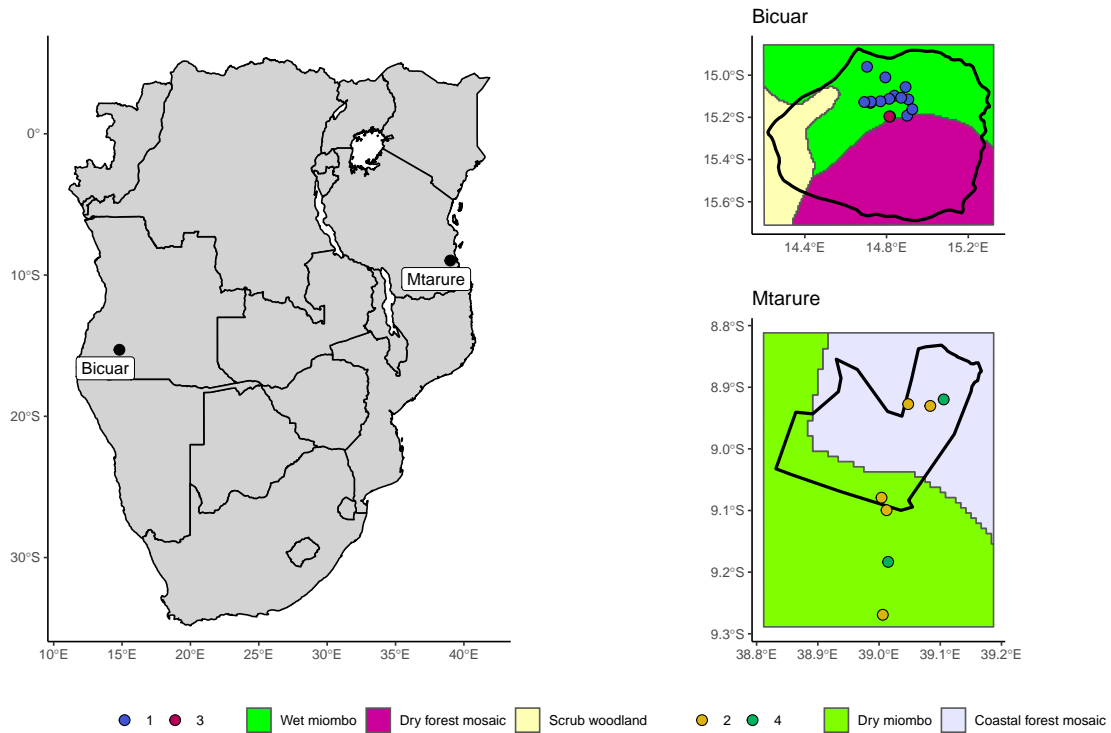 0°
10°S
20°S
30°S
10°E
15°E
20°E
25°E
30°E
35°E
40°E
Mtarure
Bicuar
Bicuar
15.0°S
15.2°S
15.4°S
15.6°S
14.4°E
14.8°E
15.2°E
Mtarure
8.8°S
8.9°S
9.0°S
9.1°S
9.2°S
9.3°S
38.8°E
38.9°E
39.0°E
39.1°E
39.2°E
1
3
Wet miombo
Dry forest mosaic
Scrub woodland
2
4
Dry miombo
Coastal forest mosaic